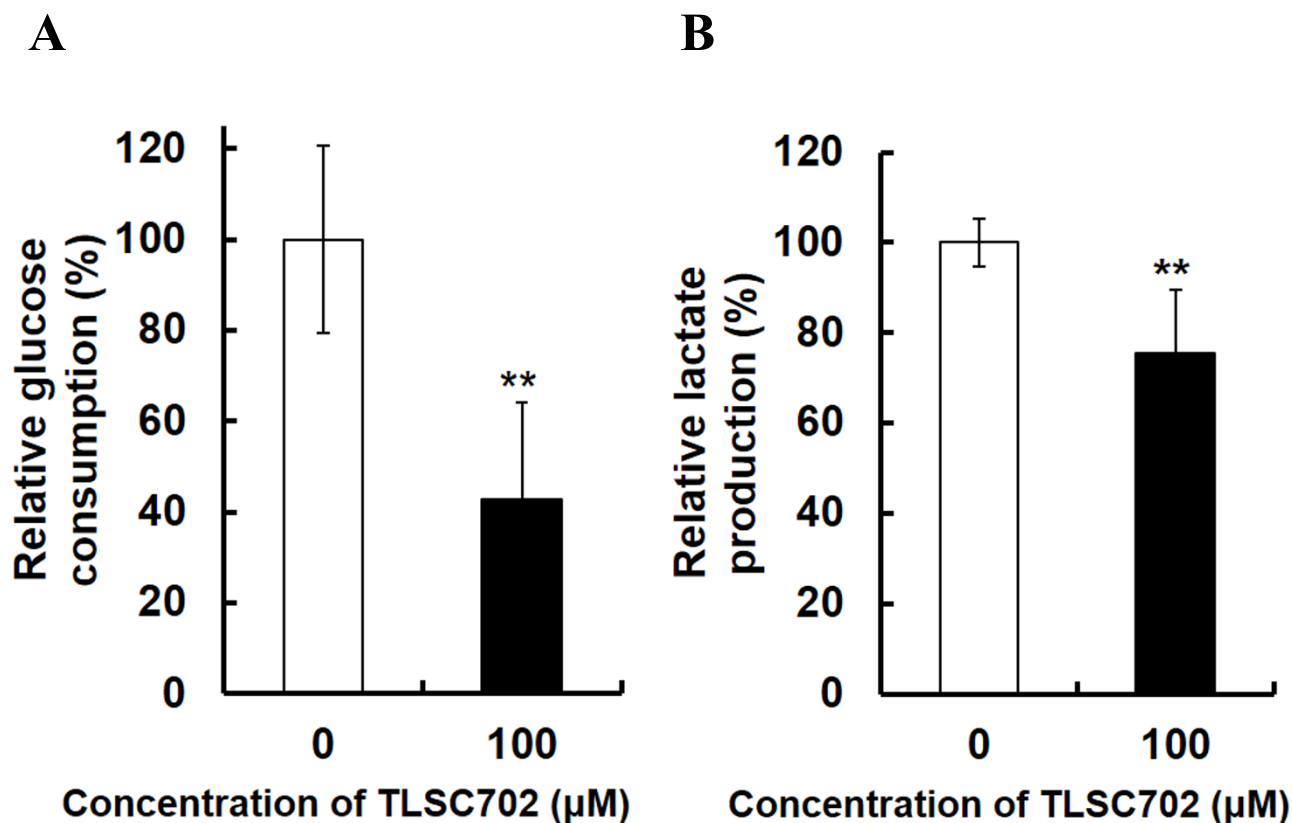 A
Relative glucose
consumption (%)
120
100
80
60
40
20
0
**
0
100
Concentration of TLSC702 (μM)
B
Relative lactate
production (%)
120
100
80
60
40
20
0
**
0
100
Concentration of TLSC702 (μM)